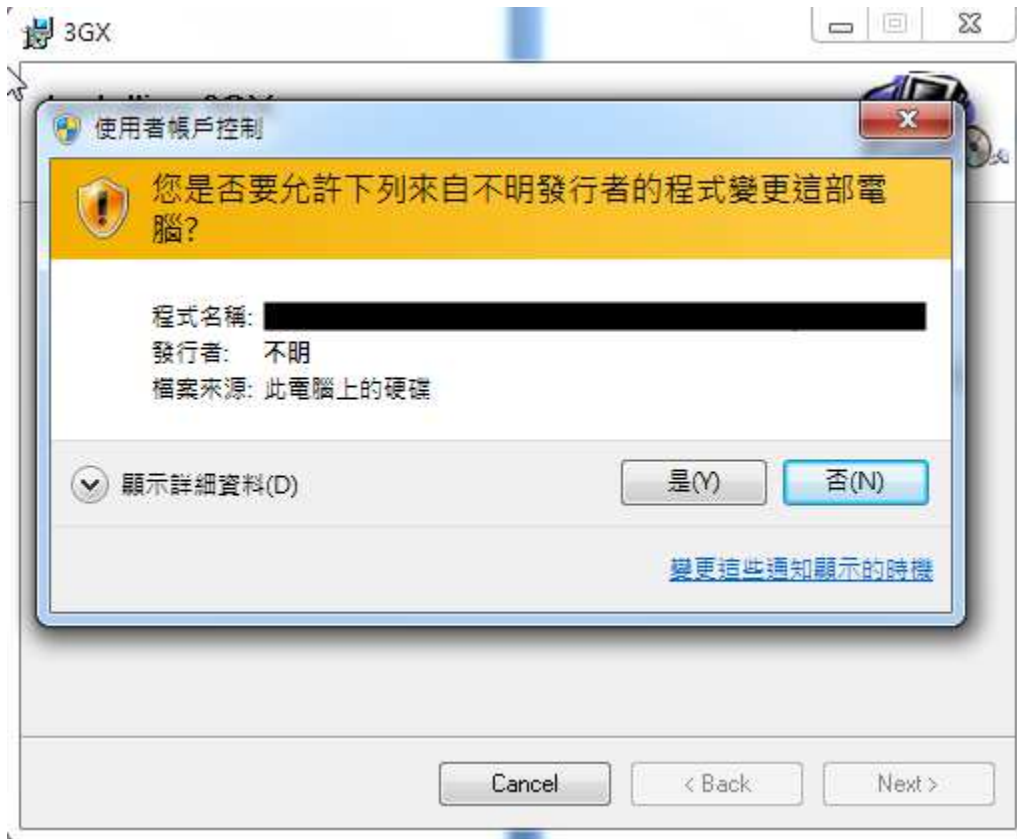 3GX
使用者帳戶控制
您是否要允許下列來自不明發行者的程式變更這部電
腦?
程式名稱:
發行者: 不明
檔案來源: 此電腦上的硬碟
顯示詳細資料(D)
是(Y)
否(N)
變更這些通知顯示的時機
Cancel
< Back
Next >